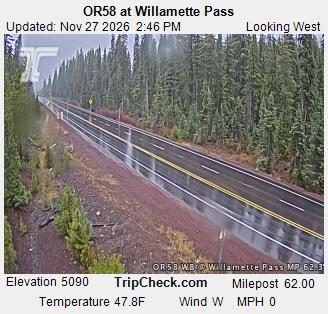 OR58 at Willamette Pass
Updated: Nov 27 2026 2:46 PM Looking West
OR58 WB @ Willamette Pass MP 62.3
Elevation 5090 TripCheck.com Milepost 62.00
Temperature 47.8F Wind W MPH 0